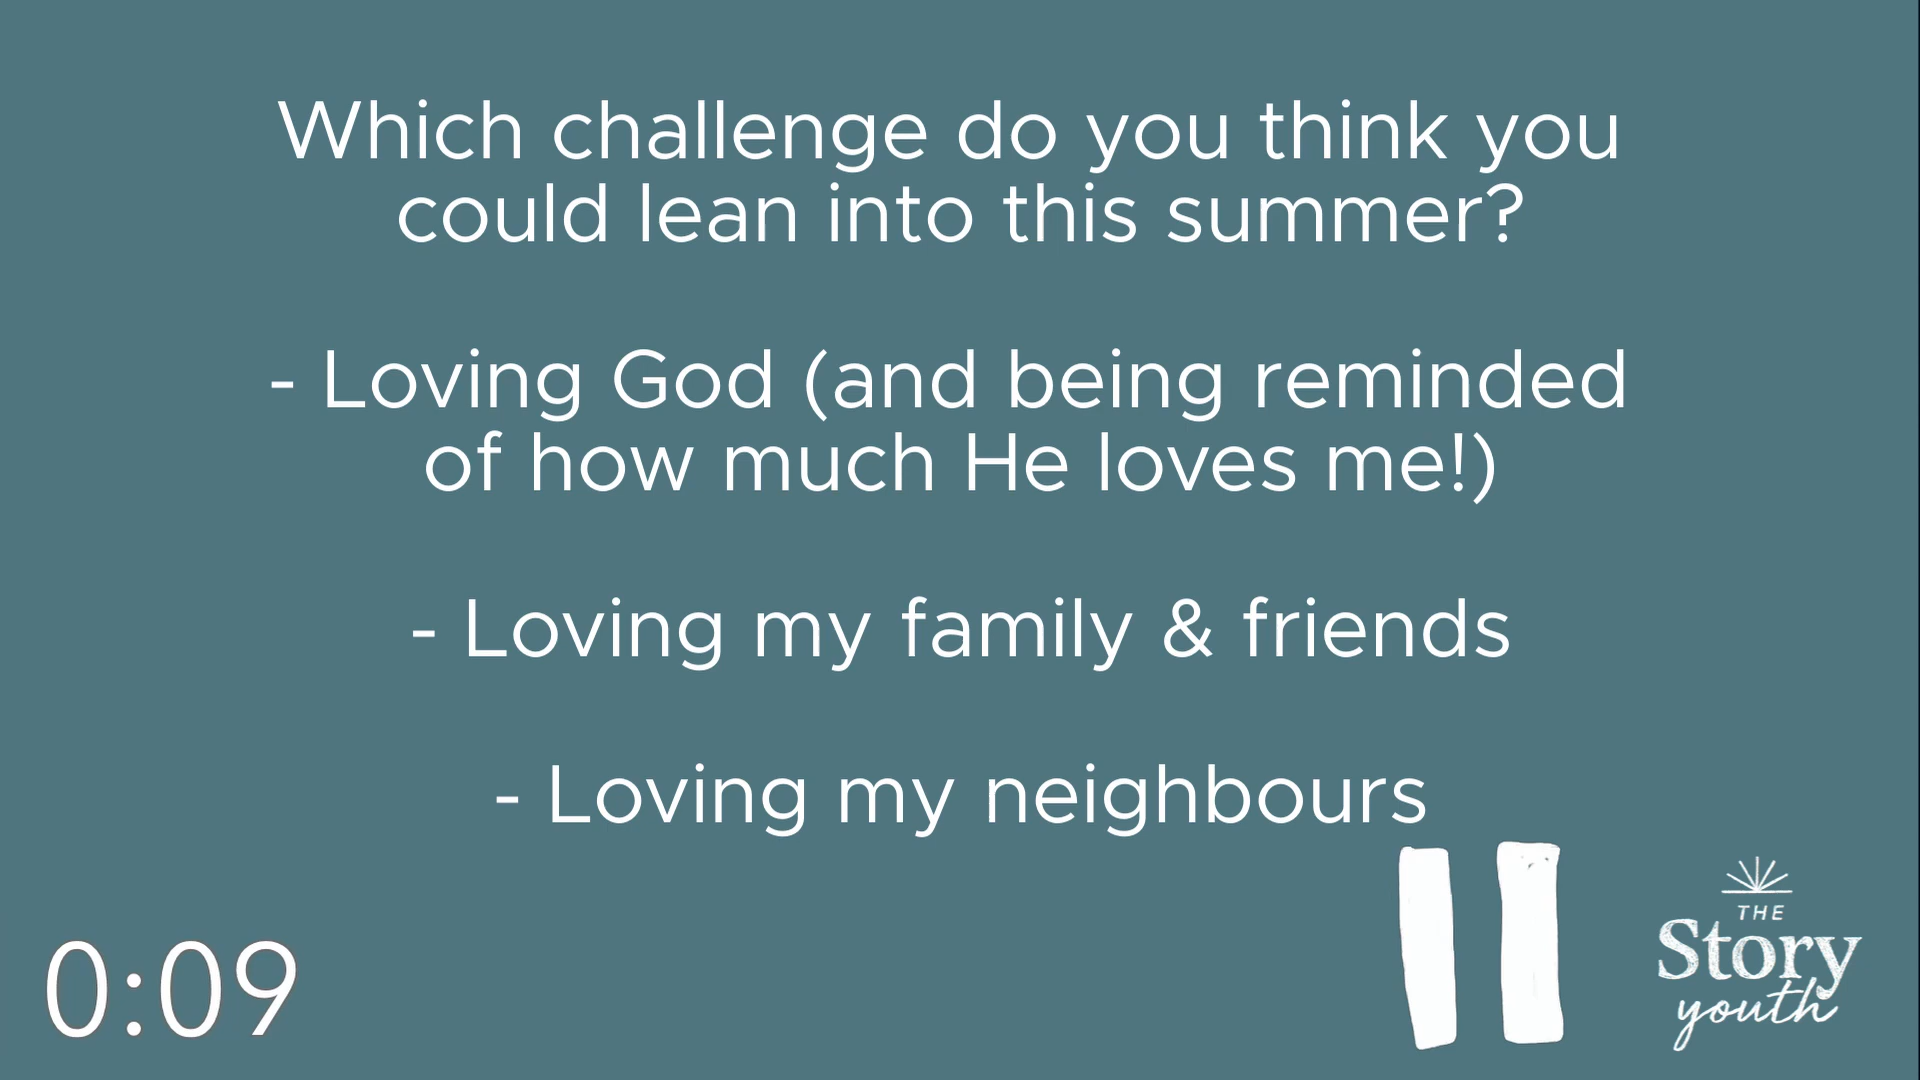 Which challenge do you think you
could lean into this summer?
- Loving God (and being reminded
of how much He loves me!)
- Loving my family & friends
- Loving my neighbours
0:09
THE
Story
youth